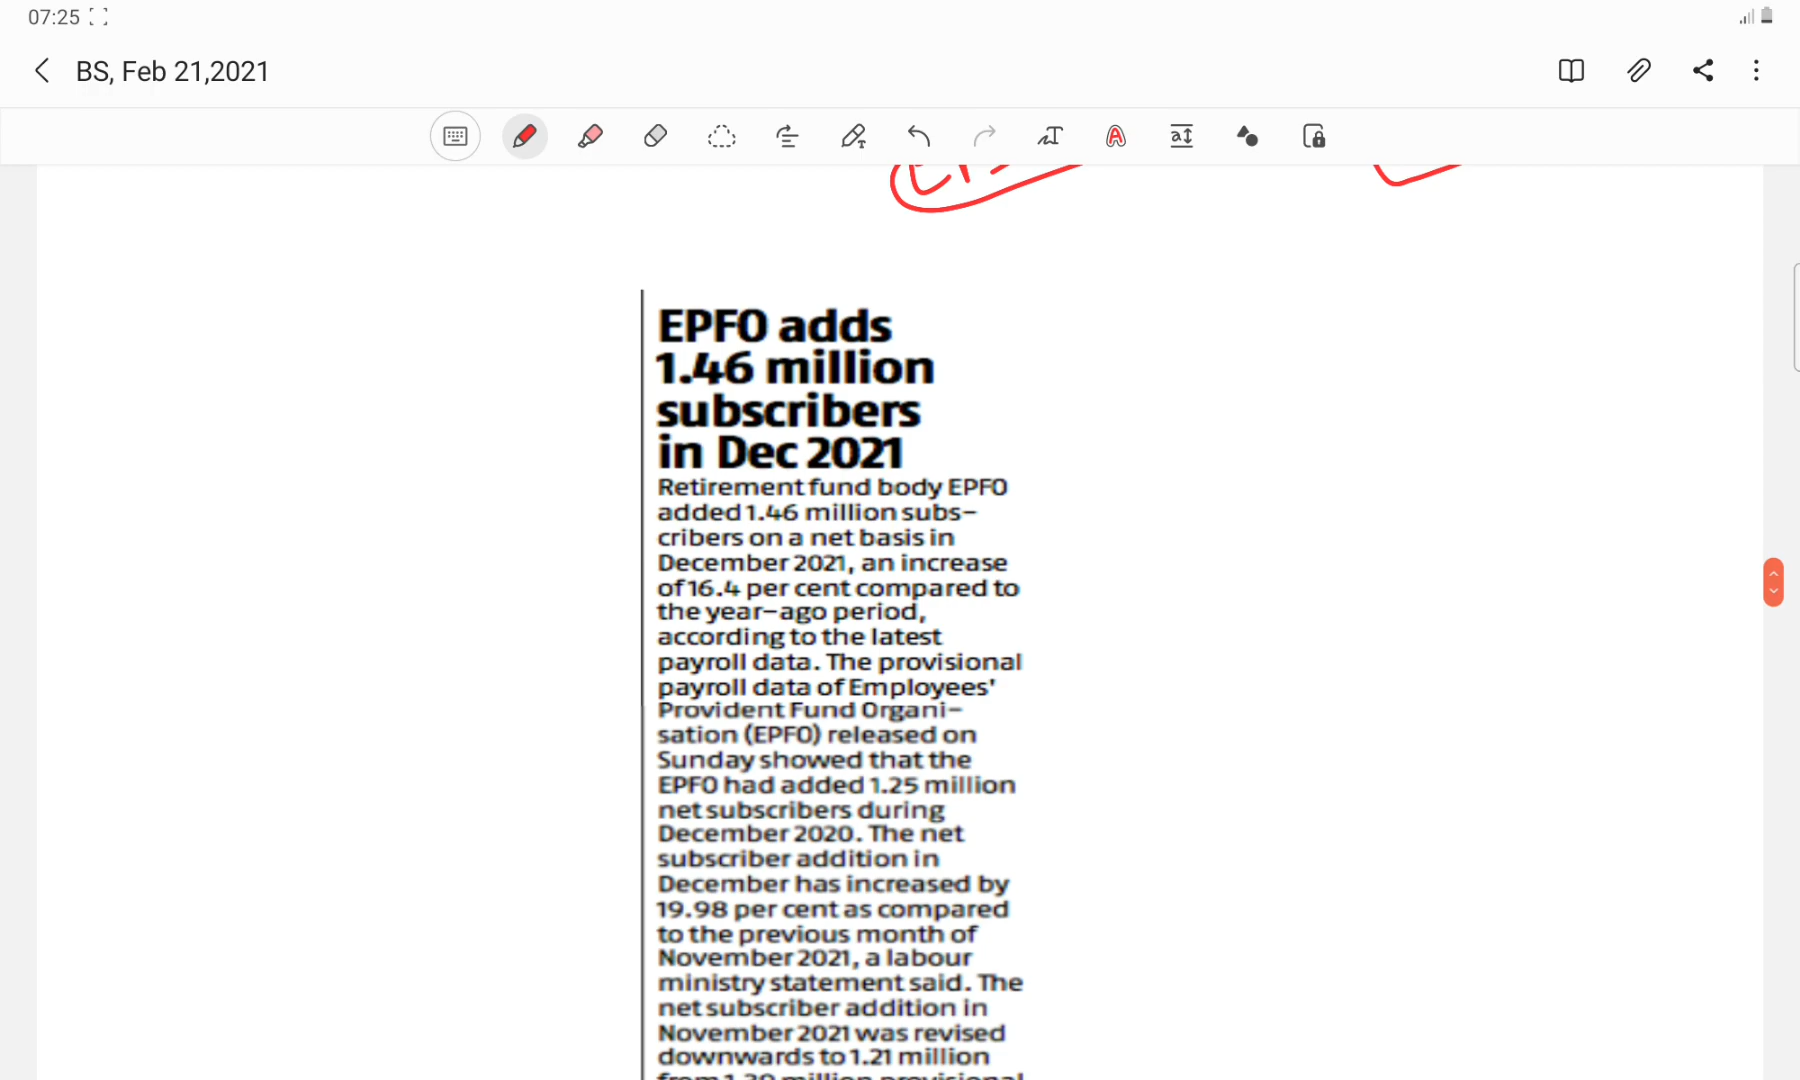 07:25
BS, Feb 21,2021
EPFO adds
1.46 million
subscribers
in Dec 2021
Retirement fund body EPFO
added 1.46 million subs-
cribers on a net basis in
December 2021, an increase
of 16.4 per cent compared to
the year-ago period,
according to the latest
payroll data. The provisional
payroll data of Employees'
Provident Fund Organi-
sation (EPFO) released on
Sunday showed that the
EPFO had added 1.25 million
net subscribers during
December 2020. The net
subscriber addition in
December has increased by
19.98 per cent as compared
to the previous month of
November 2021, a labour
ministry statement said. The
net subscriber addition in
November 2021 was revised
downwards to 1.21 million